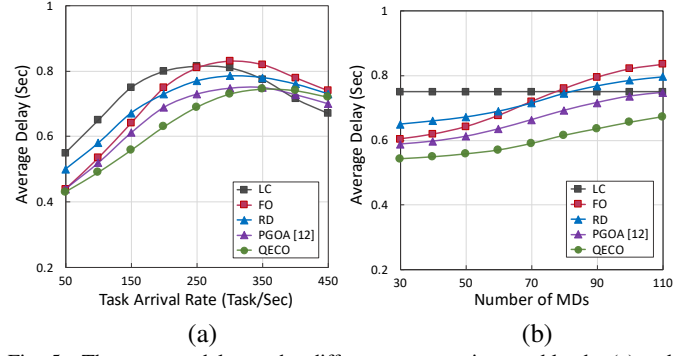 1
0.8
0.6
0.4
0.2
Average Delay (Sec)
LC
FO
RD
PGOA [12]
QECO
50
150
250
350
450
Task Arrival Rate (Task/Sec)
(a)
1
0.8
0.6
0.4
0.2
Average Delay (Sec)
LC
FO
RD
PGOA [12]
QECO
30
50
70
90
110
Number of MDs
(b)